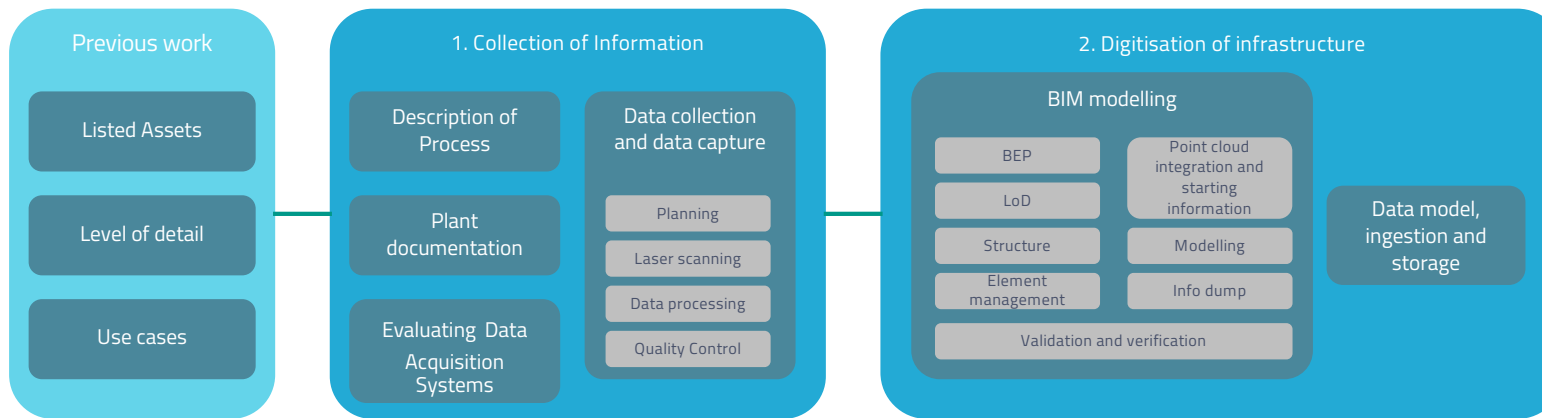 Previous work
Listed Assets
Level of detail
Use cases
1. Collection of Information
Description of
Process
Plant
documentation
Evaluating Data
Acquisition
Systems
Data collection
and data capture
Planning
Laser scanning
Data processing
Quality Control
2. Digitisation of infrastructure
BIM modelling
BEP
LoD
Structure
Element
management
Point cloud
integration and
starting
information
Modelling
Info dump
Validation and verification
Data model,
ingestion and
storage